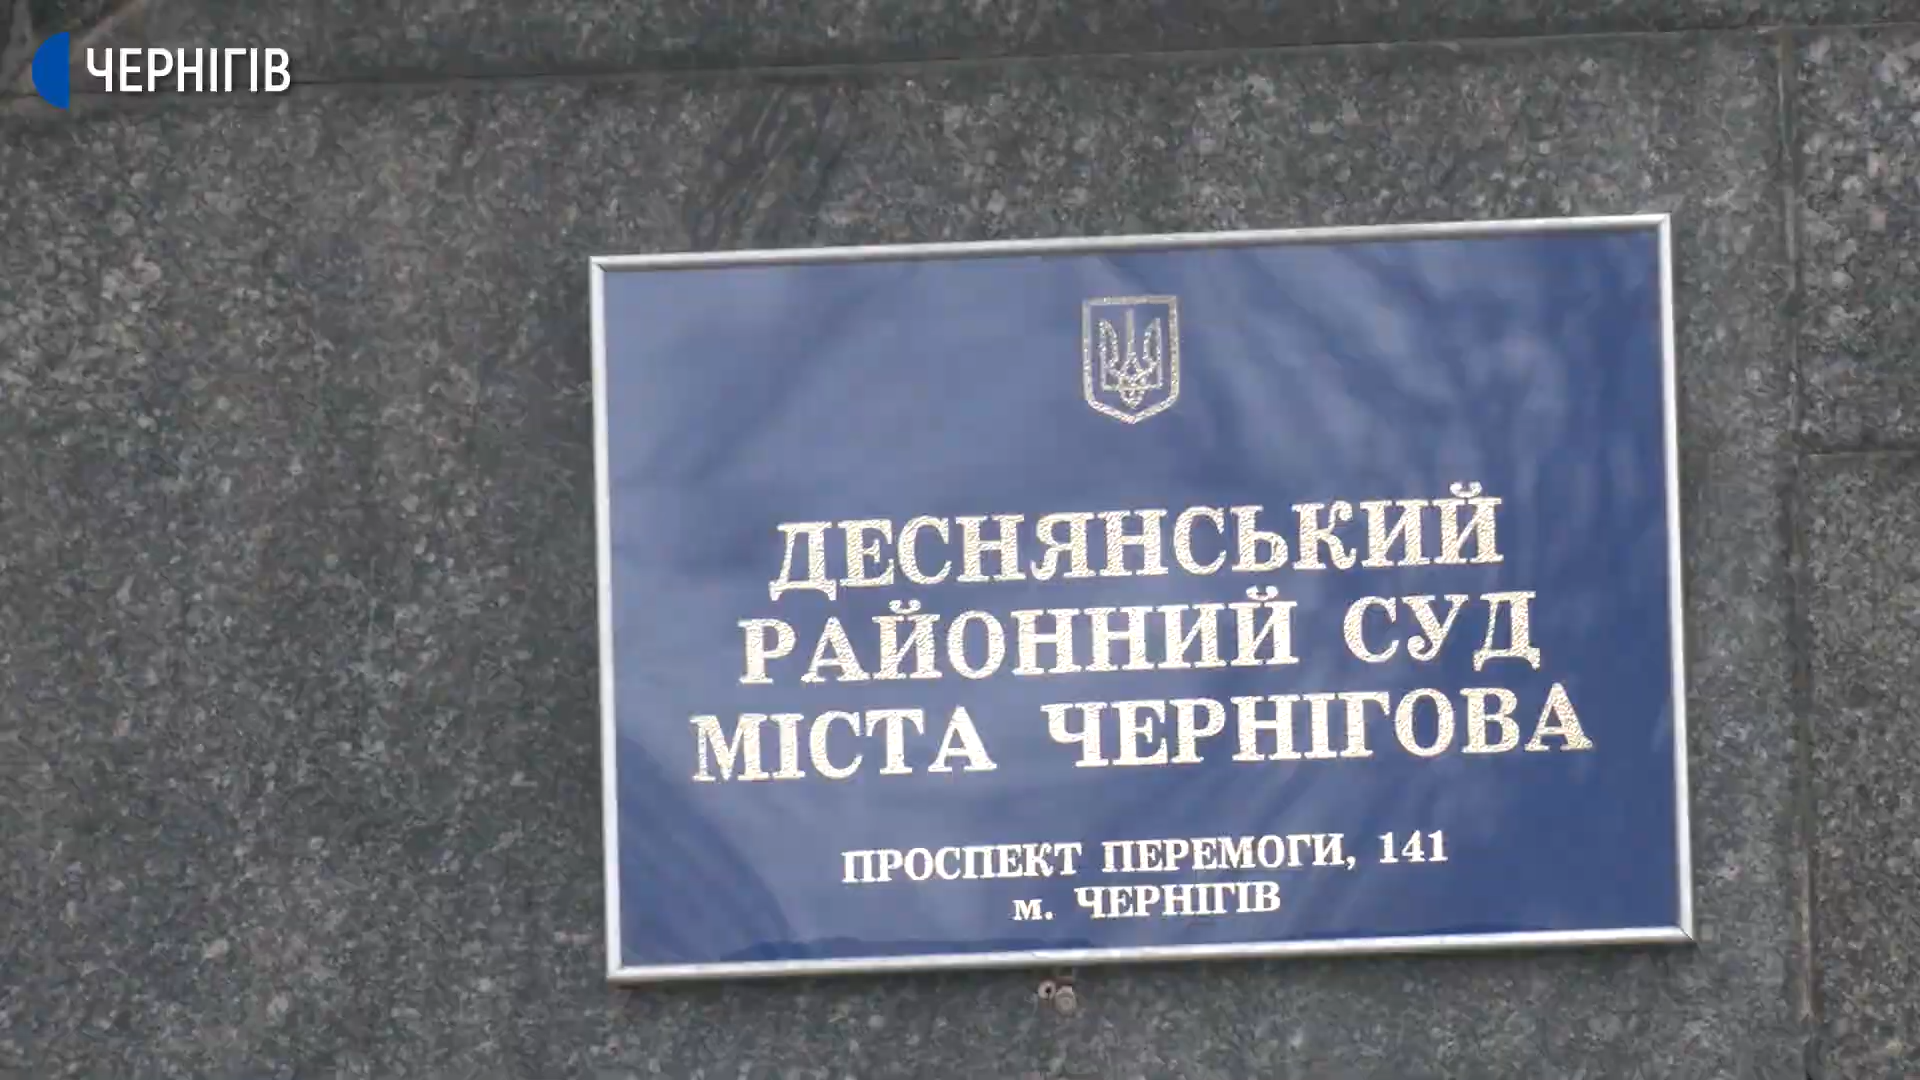 ЧЕРНІГІВ
ДЕСНЯНСЬКИЙ
РАЙОННИЙ СУД
МІСТА ЧЕРНІГОВА
ПРОСПЕКТ ПЕРЕМОГИ, 141
м. ЧЕРНІГІВ